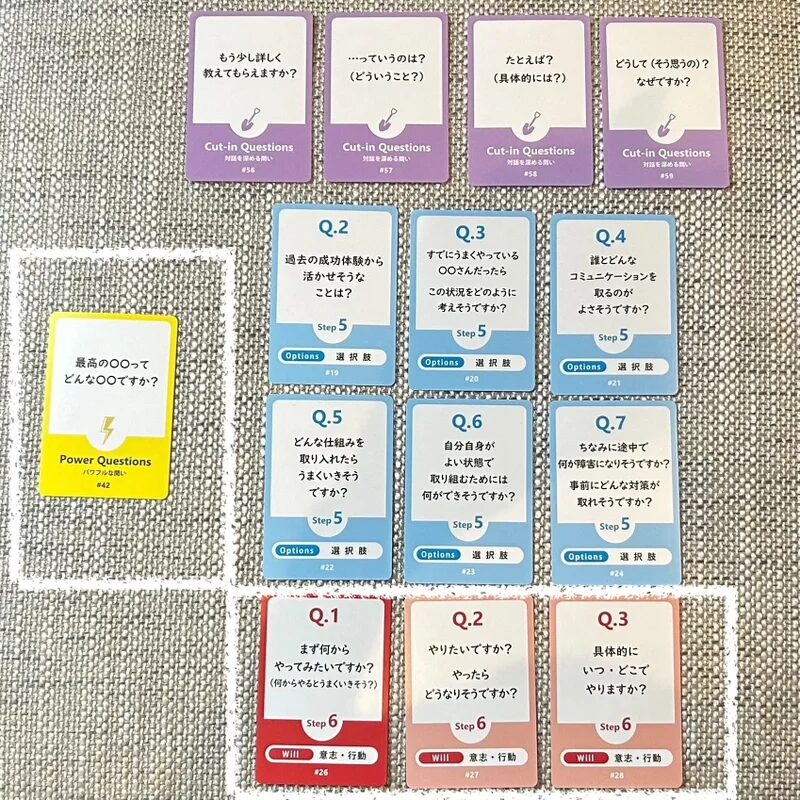 もう少し詳しく
教えてもらえますか？
Cut-in Questions
対話を深める問い
#56
…っていうのは？
（どういうこと？）
Cut-in Questions
対話を深める問い
#57
たとえば？
（具体的には？）
Cut-in Questions
対話を深める問い
#58
どうして（そう思うの）？
なぜですか？
Cut-in Questions
対話を深める問い
#59
Q.2
過去の成功体験から
活かせそうな
ことは？
Step 5
Options 選択肢
#19
Q.3
すでにうまくやっている
〇〇さんだったら
この状況をどのように
考えそうですか？
Step 5
Options 選択肢
#20
Q.4
誰とどんな
コミュニケーションを
取るのが
よさそうですか？
Step 5
Options 選択肢
#21
最高の〇〇って
どんな〇〇ですか？
Power Questions
パワフルな問い
#42
Q.5
どんな仕組みを
取り入れたら
うまくいきそう
ですか？
Step 5
Options 選択肢
#22
Q.6
自分自身が
よい状態で
取り組むためには
何ができそうですか？
Step 5
Options 選択肢
#23
Q.7
ちなみに途中で
何が障害になりそうですか？
事前にどんな対策が
取れそうですか？
Step 5
Options 選択肢
#24
Q.1
まず何から
やってみたいですか？
（何からやるとうまくいきそう？）
Step 6
Will 意志・行動
#26
Q.2
やりたいですか？
やったら
どうなりそうですか？
Step 6
Will 意志・行動
#27
Q.3
具体的に
いつ・どこで
やりますか？
Step 6
Will 意志・行動
#28